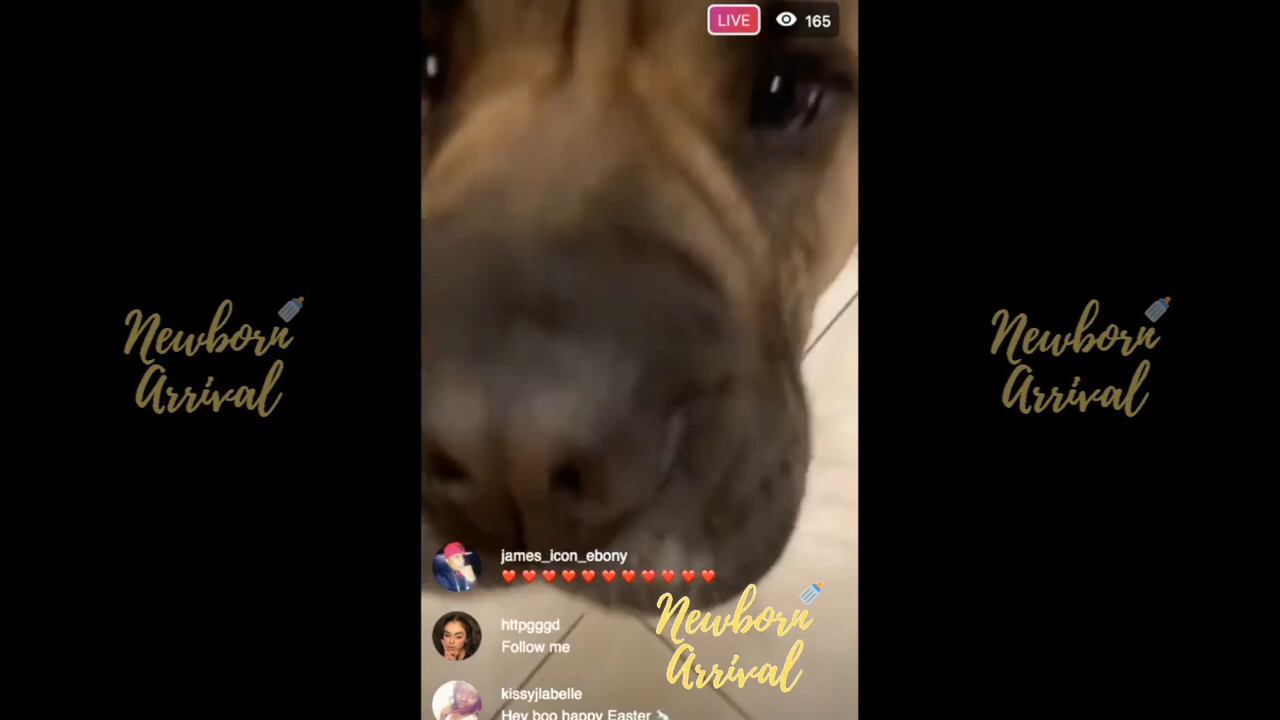 LIVE 165
Newborn
Arrival
Newborn
Arrival
james_icon_ebony
❤️ ❤️ ❤️ ❤️ ❤️ ❤️ ❤️ ❤️ ❤️ ❤️ ❤️
httpgggd
Follow me
Newborn
Arrival
kissyjlabelle
Hey boo happy Easter